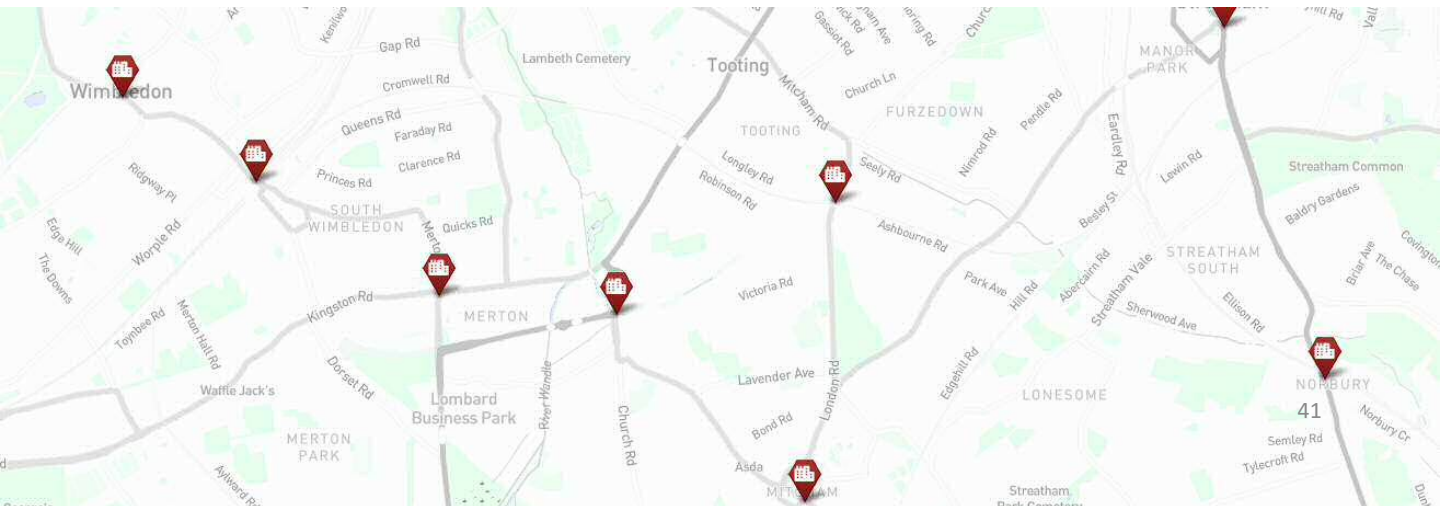 Gap Rd
Lambeth Cemetery
Tooting
MANOR
PARK
Wimbledon
Cromwell Rd
Church Ln
Mitcham Rd
FURZEDOWN
Pendle Rd
Queens Rd
Faraday Rd
TOOTING
Eardley Rd
Clarence Rd
Longley Rd
Seely Rd
Nimrod Rd
Lewin Rd
Streatham Common
Ridgway Pl
Princes Rd
Robinson Rd
Besley St
Baldry Gardens
SOUTH
WIMBLEDON
Quicks Rd
Edge Hill
Worple Rd
Ashbourne Rd
STREATHAM
SOUTH
Briar Ave
The Chase
The Downs
Victoria Rd
Park Ave
Hill Rd
Abercairn Rd
Streatham Vale
Kingston Rd
MERTON
Sherwood Ave
Ellison Rd
Toynbee Rd
Merton Hall Rd
Dorset Rd
Waffle Jack's
Lombard
Business Park
River Wandle
Lavender Ave
London Rd
Edgehill Rd
LONESOME
NORBURY
41
Church Rd
Bond Rd
Norbury Cr
MERTON
PARK
Semley Rd
Tylecroft Rd
Asda
MITCHAM
Streatham
Park Cemetery
Aylward Rd
Gassiot Rd